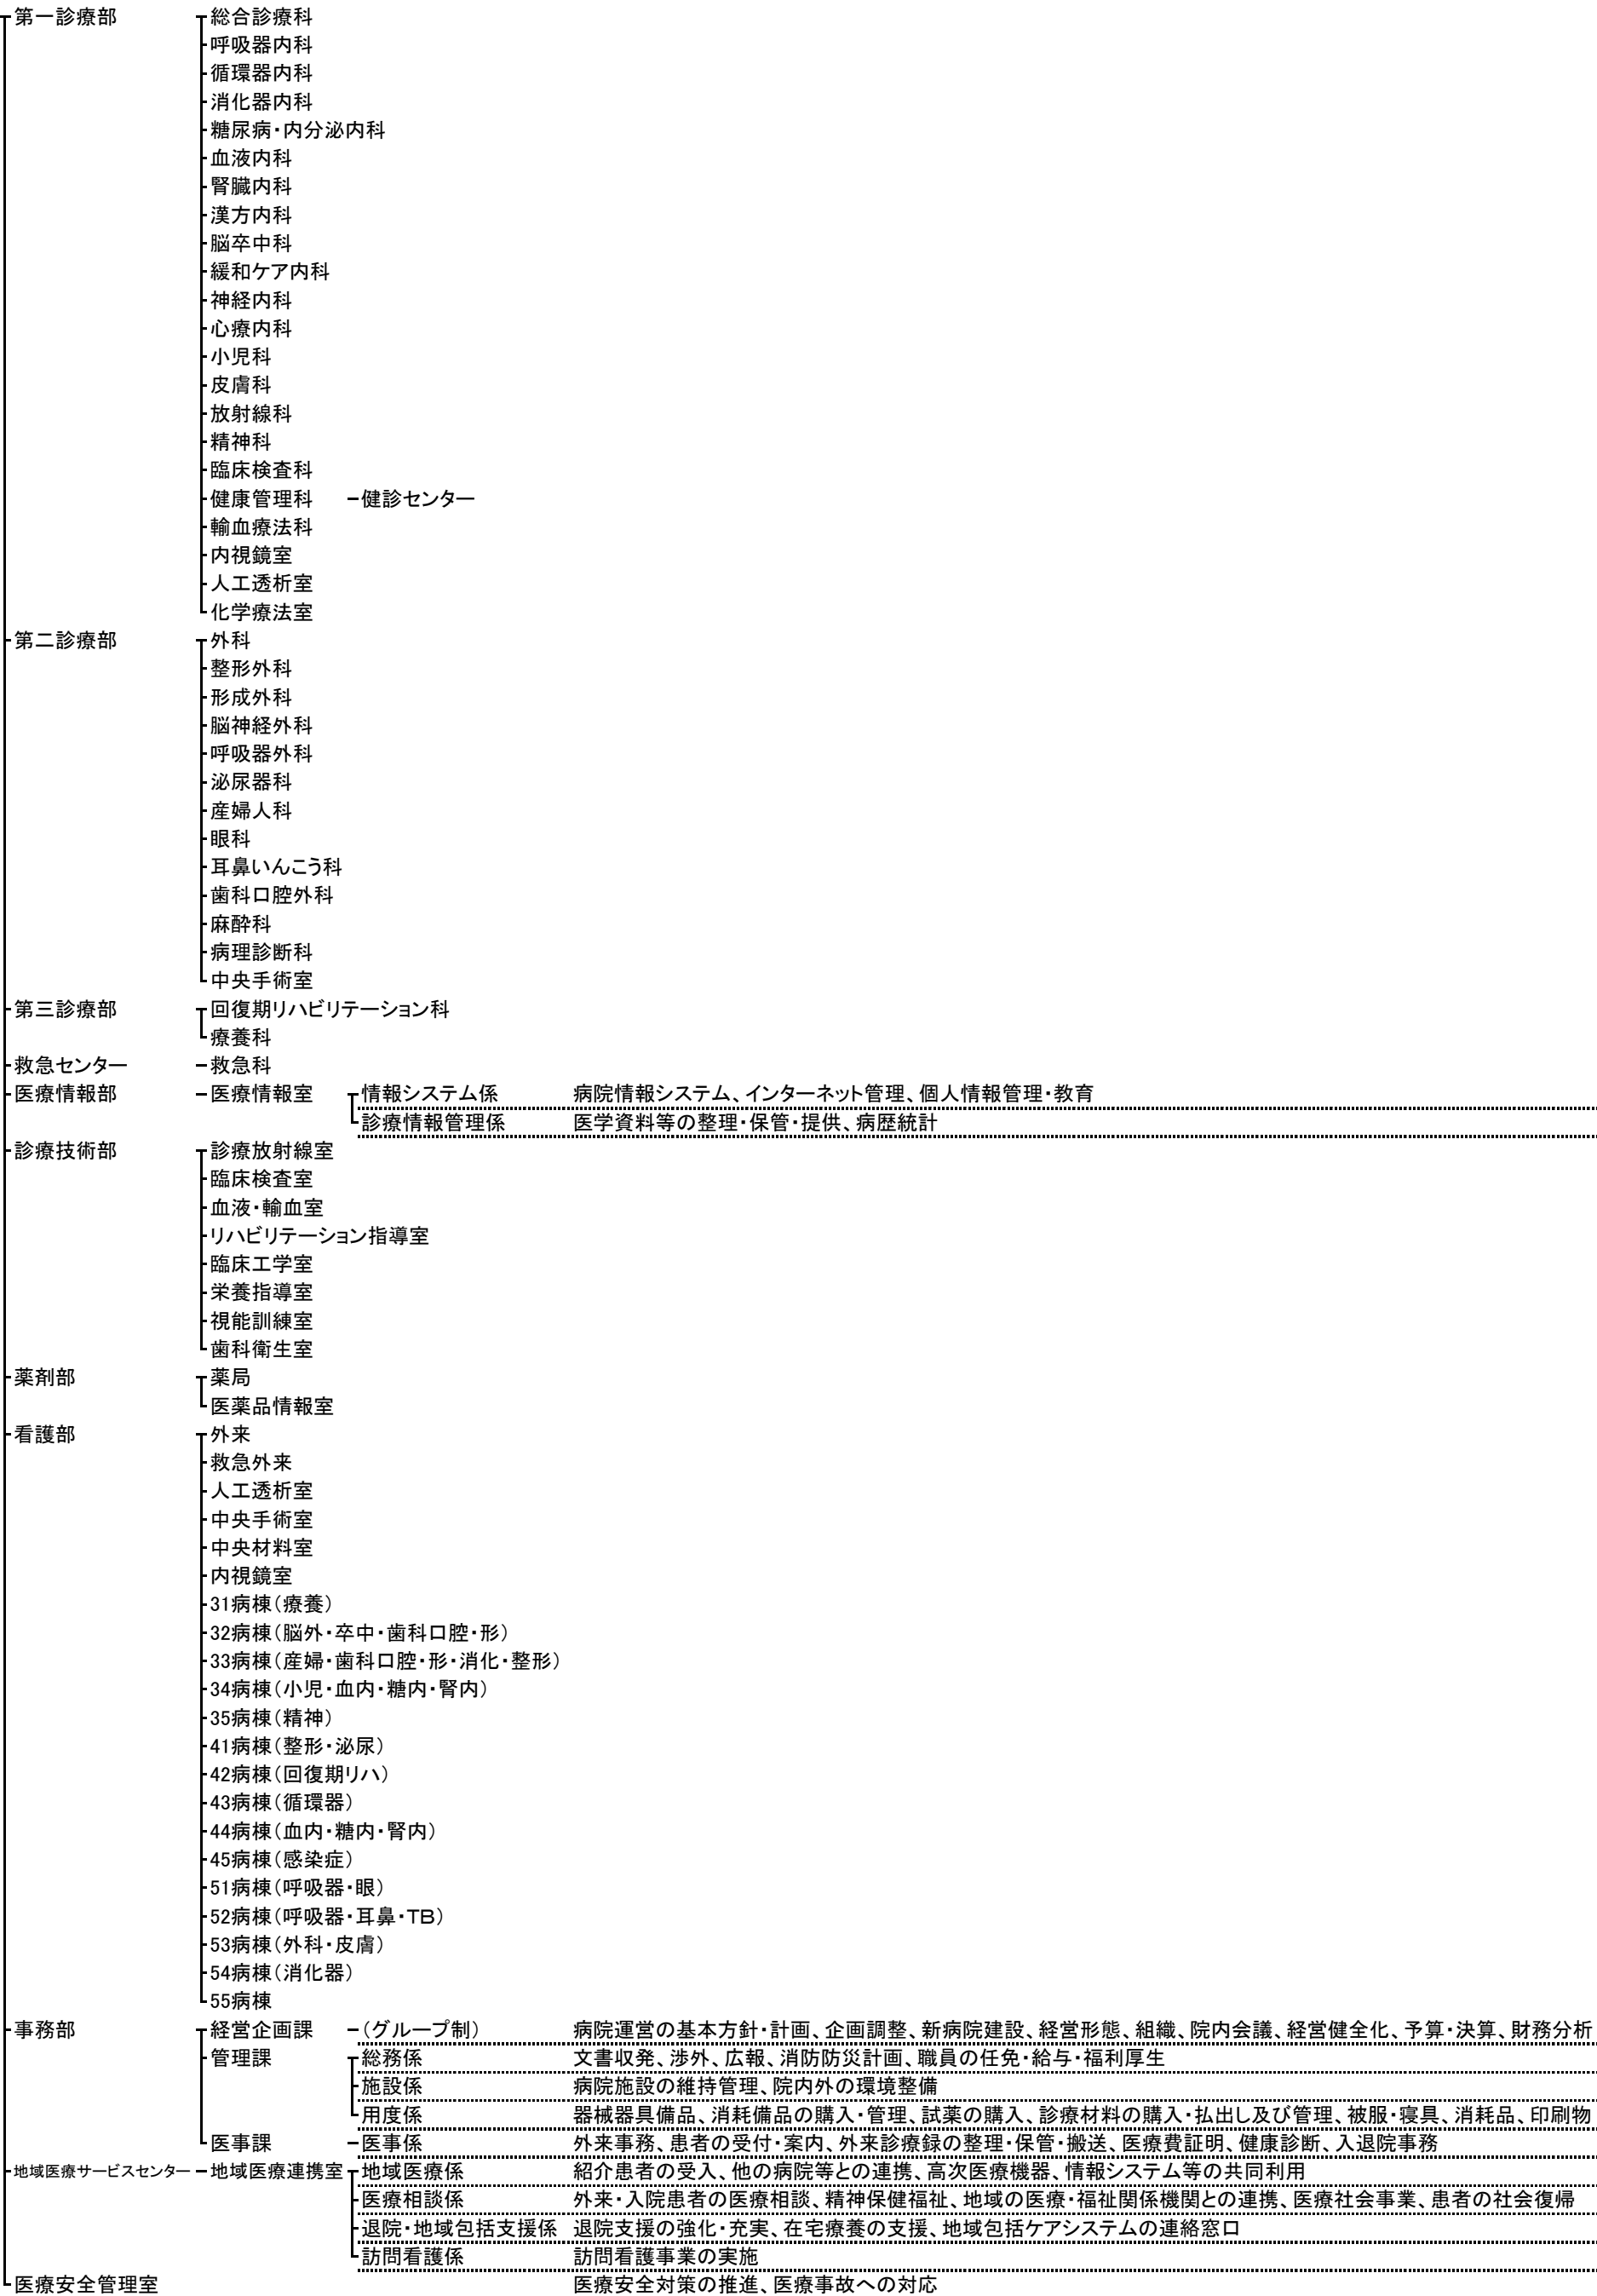 第一診療部 総合診療科
呼吸器内科
循環器内科
消化器内科
糖尿病・内分泌内科
血液内科
腎臓内科
漢方内科
脳卒中科
緩和ケア内科
神経内科
心療内科
小児科
皮膚科
放射線科
精神科
臨床検査科
健康管理科 健診センター
輸血療法科
内視鏡室
人工透析室
化学療法室
第二診療部 外科
整形外科
形成外科
脳神経外科
呼吸器外科
泌尿器科
産婦人科
眼科
耳鼻いんこう科
歯科口腔外科
麻酔科
病理診断科
中央手術室
第三診療部 回復期リハビリテーション科
療養科
救急センター 救急科
医療情報部 医療情報室 情報システム係 病院情報システム、インターネット管理、個人情報管理・教育
診療情報管理係 医学資料等の整理・保管・提供、病歴統計
診療技術部 診療放射線室
臨床検査室
血液・輸血室
リハビリテーション指導室
臨床工学室
栄養指導室
視能訓練室
歯科衛生室
薬剤部 薬局
医薬品情報室
看護部 外来
救急外来
人工透析室
中央手術室
中央材料室
内視鏡室
31病棟（療養）
32病棟（脳外・卒中・歯科口腔・形）
33病棟（産婦・歯科口腔・形・消化・整形）
34病棟（小児・血内・糖内・腎内）
35病棟（精神）
41病棟（整形・泌尿）
42病棟（回復期リハ）
43病棟（循環器）
44病棟（血内・糖内・腎内）
45病棟（感染症）
51病棟（呼吸器・眼）
52病棟（呼吸器・耳鼻・TB）
53病棟（外科・皮膚）
54病棟（消化器）
55病棟
事務部 経営企画課 （グループ制） 病院運営の基本方針・計画、企画調整、新病院建設、経営形態、組織、院内会議、経営健全化、予算・決算、財務分析
管理課 総務係 文書収発、渉外、広報、消防防災計画、職員の任免・給与・福利厚生
施設係 病院施設の維持管理、院内外の環境整備
用度係 器械器具備品、消耗備品の購入・管理、試薬の購入、診療材料の購入・払出し及び管理、被服・寝具、消耗品、印刷物
医事課 医事係 外来事務、患者の受付・案内、外来診療録の整理・保管・搬送、医療費証明、健康診断、入退院事務
地域医療サービスセンター 地域医療連携室 地域医療係 紹介患者の受入、他の病院等との連携、高次医療機器、情報システム等の共同利用
医療相談係 外来・入院患者の医療相談、精神保健福祉、地域の医療・福祉関係機関との連携、医療社会事業、患者の社会復帰
退院・地域包括支援係 退院支援の強化・充実、在宅療養の支援、地域包括ケアシステムの連絡窓口
訪問看護係 訪問看護事業の実施
医療安全管理室 医療安全対策の推進、医療事故への対応